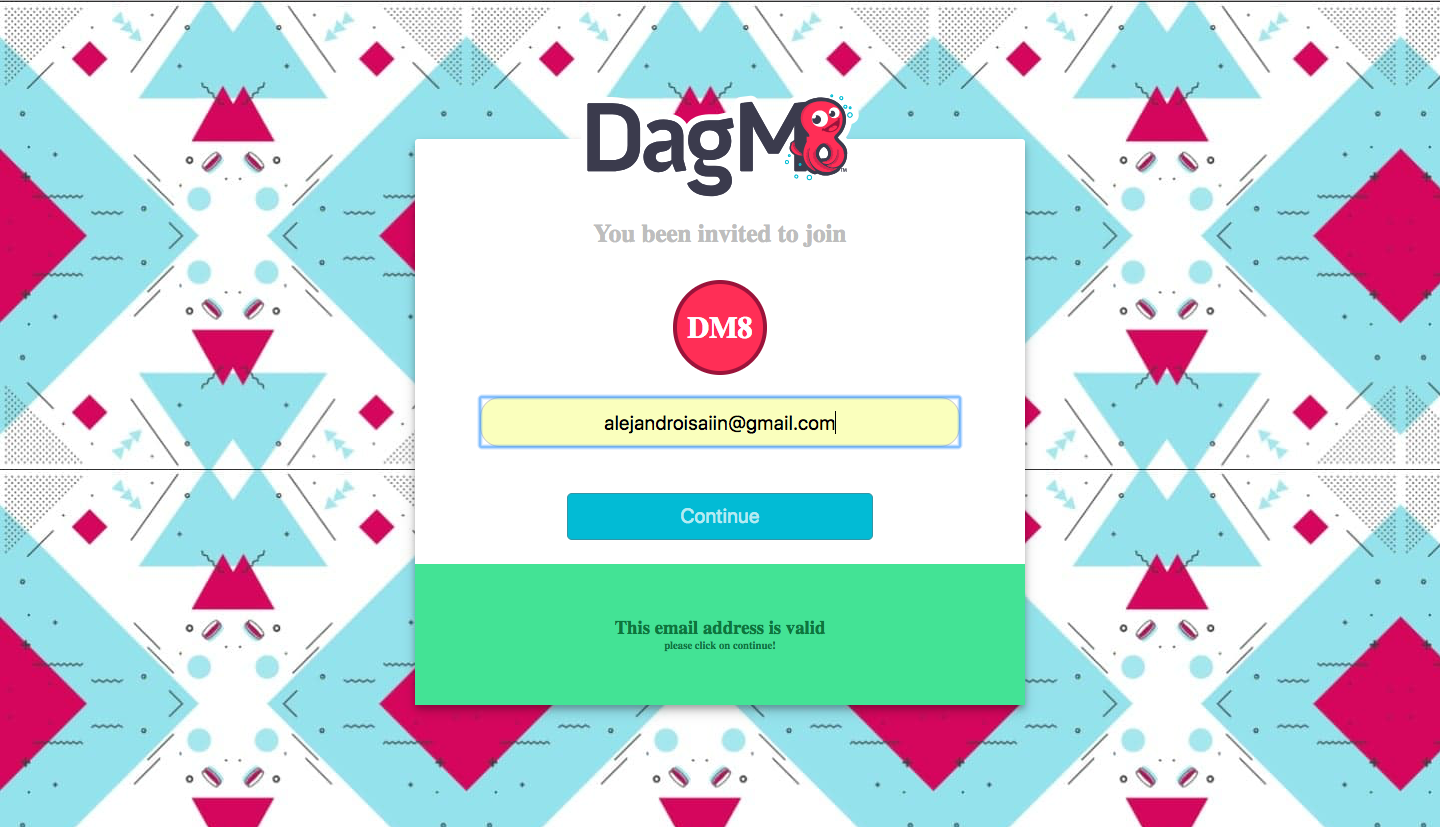 DagM8™
You been invited to join
DM8
alejandroisaiin@gmail.com
Continue
This email address is valid
please click on continue!